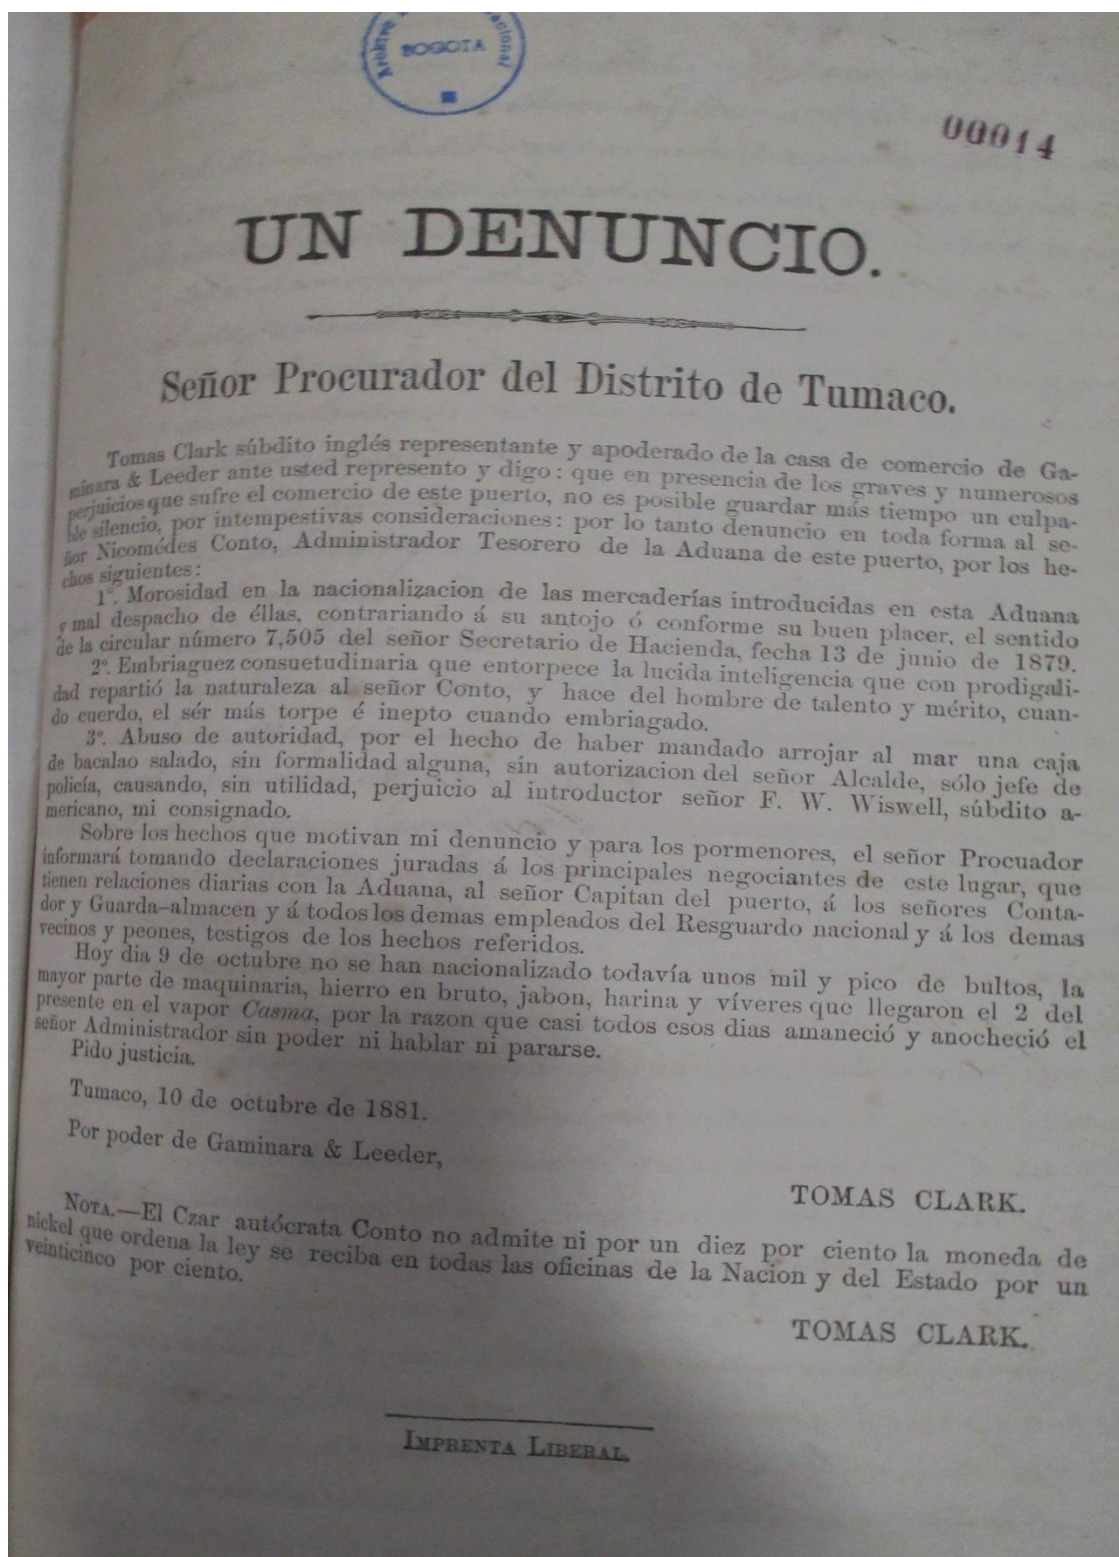 Archivo Nacional
BOGOTA
00014
UN DENUNCIO.
Señor Procurador del Distrito de Tumaco.
Tomas Clark súbdito inglés representante y apoderado de la casa de comercio de Ga-
minara & Leeder ante usted represento y digo: que en presencia de los graves y numerosos
perjuicios que sufre el comercio de este puerto, no es posible guardar más tiempo un culpa-
ble silencio, por intempestivas consideraciones: por lo tanto denuncio en toda forma al se-
ñor Nicomédes Conto, Administrador Tesorero de la Aduana de este puerto, por los he-
chos siguientes:
1º. Morosidad en la nacionalización de las mercaderías introducidas en esta Aduana
y mal despacho de éllas, contrariando á su antojo ó conforme su buen placer, el sentido
de la circular número 7,505 del señor Secretario de Hacienda, fecha 13 de junio de 1879.
2º. Embriaguez consuetudinaria que entorpece la lucida inteligencia que con prodigali-
dad repartió la naturaleza al señor Conto, y hace del hombre de talento y mérito, cuan-
do cuerdo, el sér más torpe é inepto cuando embriagado.
3º. Abuso de autoridad, por el hecho de haber mandado arrojar al mar una caja
de bacalao salado, sin formalidad alguna, sin autorizacion del señor Alcalde, sólo jefe de
policía, causando, sin utilidad, perjuicio al introductor señor F. W. Wiswell, súbdito a-
mericano, mi consignado.
Sobre los hechos que motivan mi denuncio y para los pormenores, el señor Procuador
informará tomando declaraciones juradas á los principales negociantes de este lugar, que
tienen relaciones diarias con la Aduana, al señor Capitan del puerto, á los señores Conta-
dor y Guarda-almacen y á todos los demas empleados del Resguardo nacional y á los demas
vecinos y peones, testigos de los hechos referidos.
Hoy dia 9 de octubre no se han nacionalizado todavía unos mil y pico de bultos, la
mayor parte de maquinaria, hierro en bruto, jabon, harina y víveres que llegaron el 2 del
presente en el vapor Casma, por la razon que casi todos esos dias amaneció y anocheció el
señor Administrador sin poder ni hablar ni pararse.
Pido justicia.
Tumaco, 10 de octubre de 1881.
Por poder de Gaminara & Leeder,
TOMAS CLARK.
NOTA.—El Czar autócrata Conto no admite ni por un diez por ciento la moneda de
nickel que ordena la ley se reciba en todas las oficinas de la Nacion y del Estado por un
veinticinco por ciento.
TOMAS CLARK.
IMPRENTA LIBERAL.